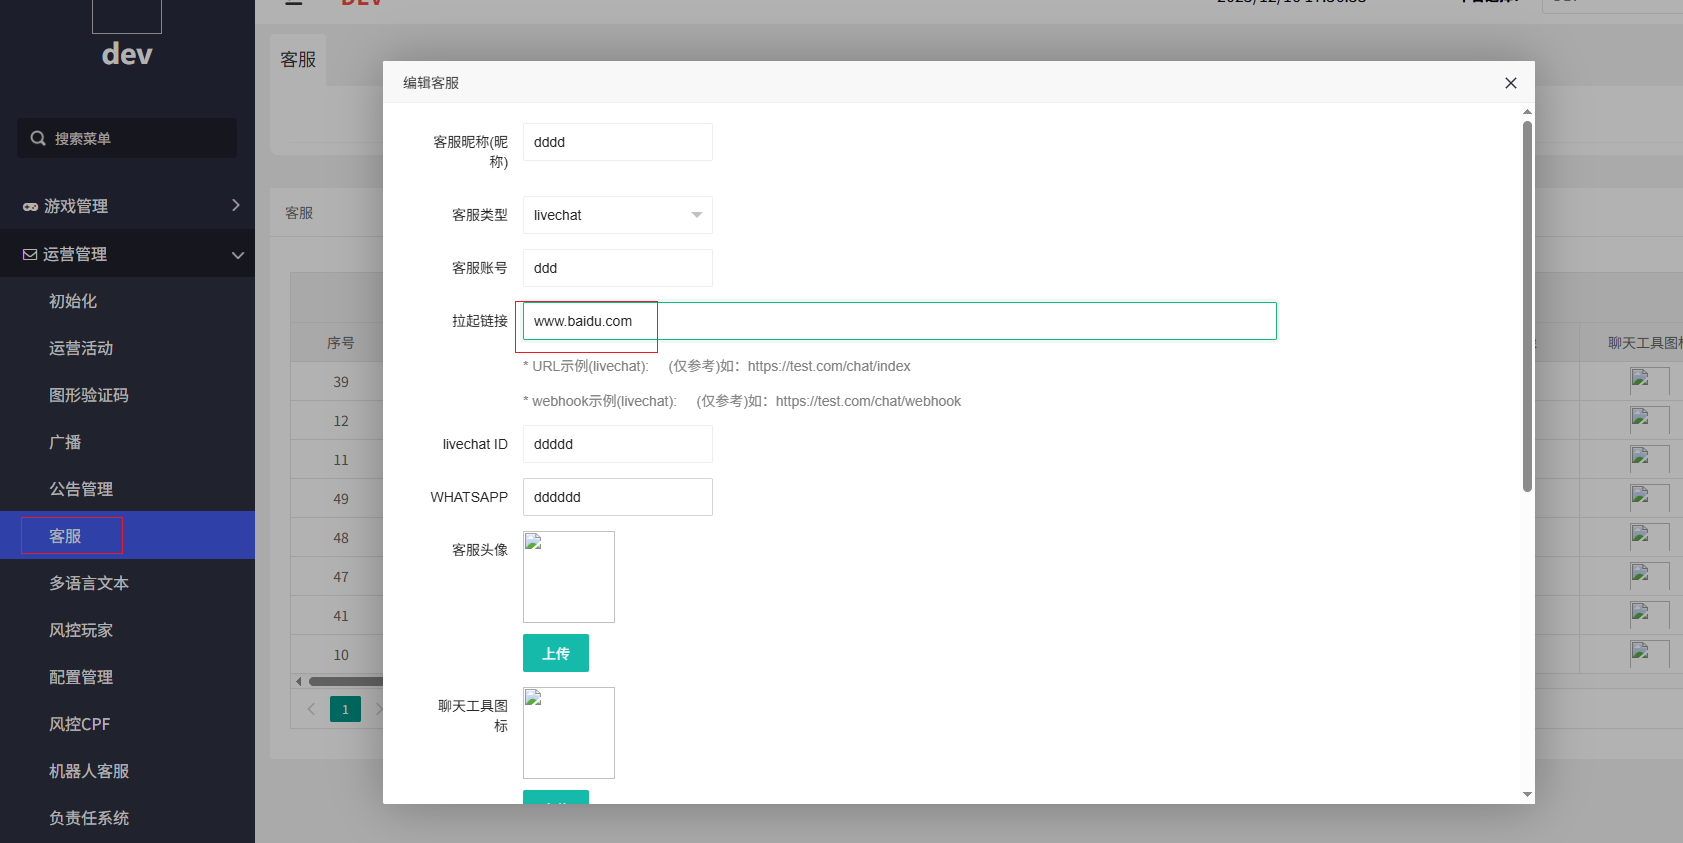 DEV
dev
搜索菜单
游戏管理
运营管理
初始化
运营活动
图形验证码
广播
公告管理
客服
多语言文本
风控玩家
配置管理
风控CPF
机器人客服
负责任系统
客服
客服
序号
39
12
11
49
48
47
41
10
1
聊天工具图标
编辑客服
客服昵称(昵
称)
dddd
客服类型
livechat
客服账号
ddd
拉起链接
www.baidu.com
* URL示例(livechat): (仅参考)如：https://test.com/chat/index
* webhook示例(livechat): (仅参考)如：https://test.com/chat/webhook
livechat ID
ddddd
WHATSAPP
dddddd
客服头像
上传
聊天工具图
标